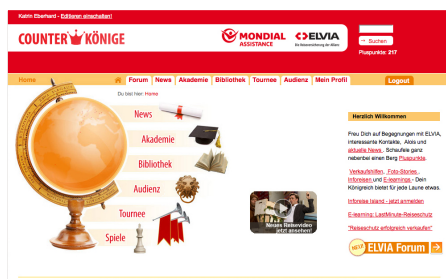 Katrin Eberhard - Editieren einschalten!
COUNTER KÖNIGE
MONDIAL
ASSISTANCE
ELVIA
Die Reiseversicherung der Allianz
→ Suchen
Pluspunkte: 217
Home
Forum News Akademie Bibliothek Tournee Audienz Mein Profil
Logout
Du bist hier: Home
News
Akademie
Bibliothek
Audienz
Tournee
Spiele
Neues Reisevideo
jetzt ansehen!
Herzlich Willkommen
Freu Dich auf Begegnungen mit ELVIA,
interessante Kontakte, Alois und
aktuelle News. Schaufele ganz
nebenbei einen Berg Pluspunkte.
Verkaufshilfen, Foto-Stories,
Inforeisen und E-learnings - Dein
Königreich bietet für jede Laune etwas.
Inforeise Island - jetzt anmelden
E-learning: LastMinute-Reiseschutz
"Reiseschutz erfolgreich verkaufen"
NEU ELVIA Forum